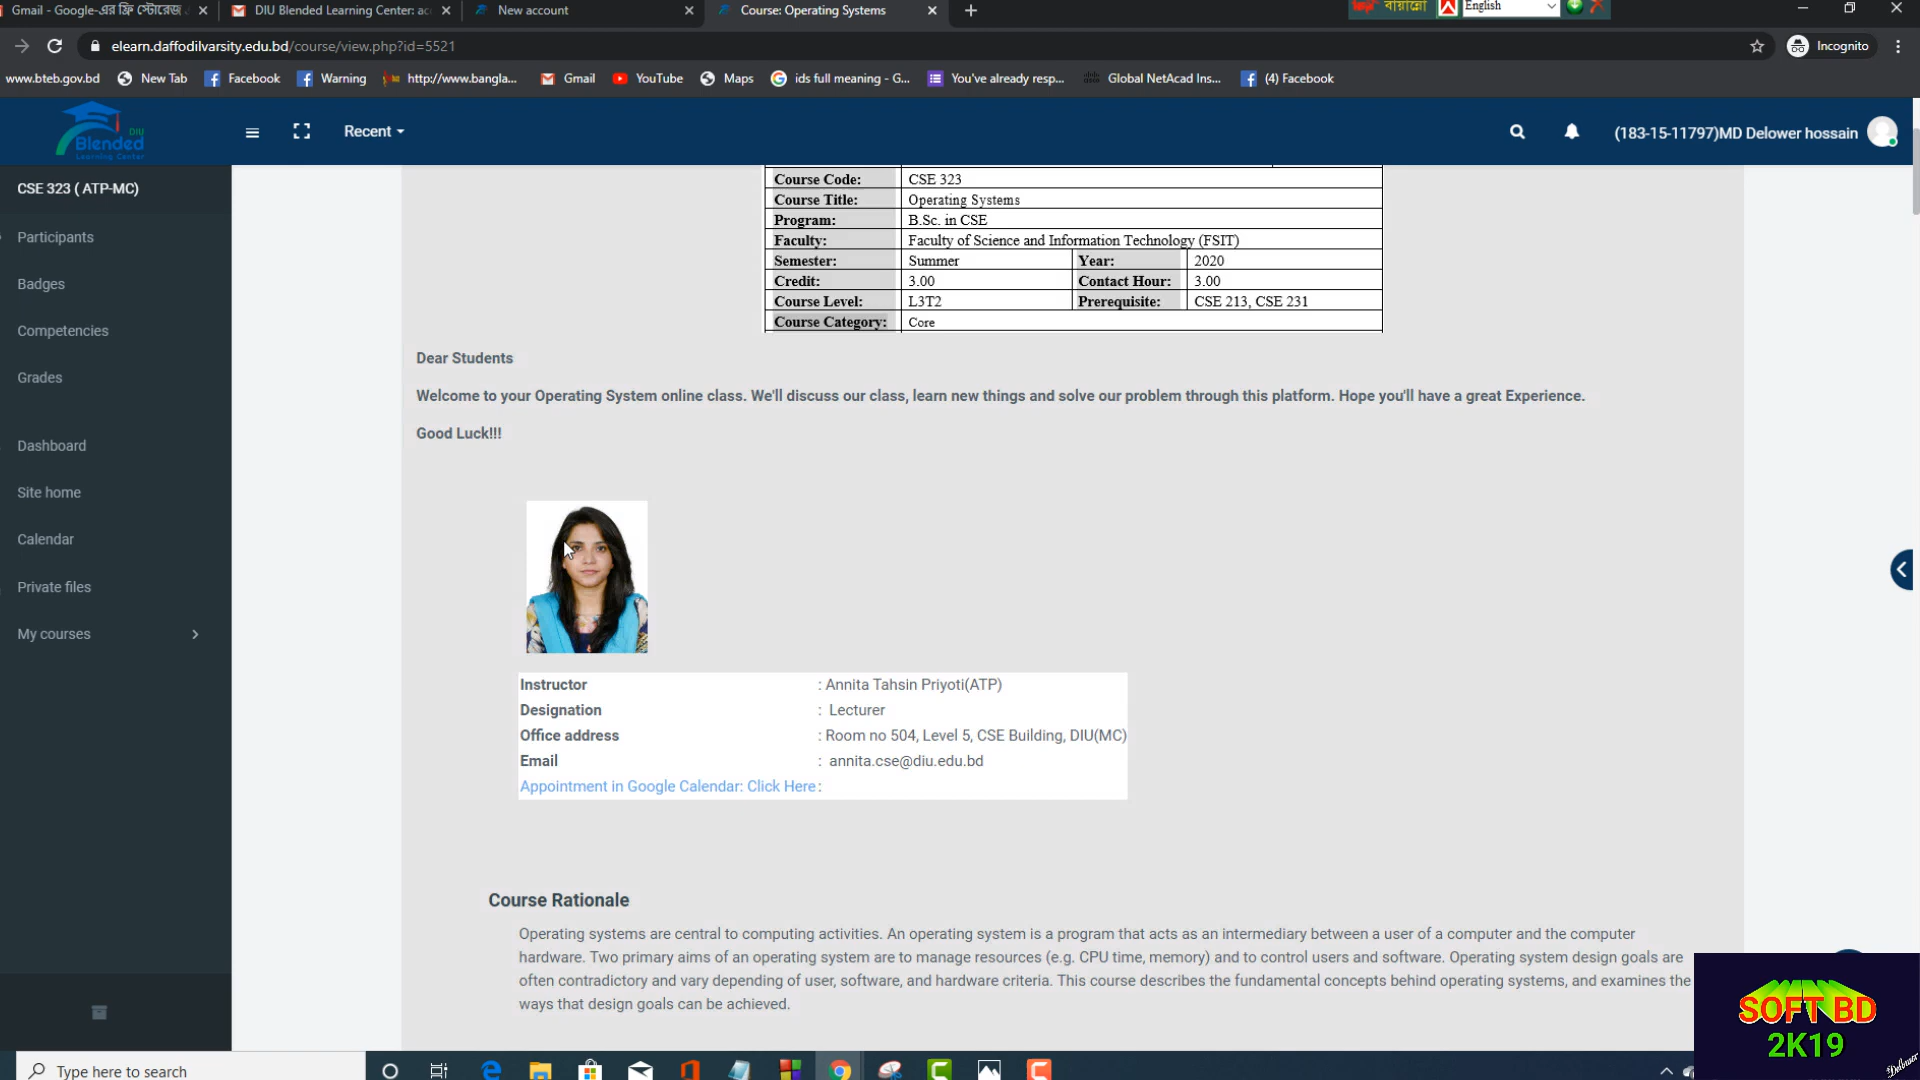 Gmail - Google-এর ফ্রি স্টোরেজ
DIU Blended Learning Center: ac
New account
Course: Operating Systems
বায়ান্নো
English
elearn.daffodilvarsity.edu.bd/course/view.php?id=5521
Incognito
www.bteb.gov.bd
New Tab
Facebook
Warning
http://www.bangla...
Gmail
YouTube
Maps
ids full meaning - G...
You've already resp...
Global NetAcad Ins...
(4) Facebook
DIU
Blended
Learning Center
Recent
(183-15-11797)MD Delower hossain
CSE 323 ( ATP-MC)
Participants
Badges
Competencies
Grades
Dashboard
Site home
Calendar
Private files
My courses
Course Code: CSE 323
Course Title: Operating Systems
Program: B.Sc. in CSE
Faculty: Faculty of Science and Information Technology (FSIT)
Semester: Summer Year: 2020
Credit: 3.00 Contact Hour: 3.00
Course Level: L3T2 Prerequisite: CSE 213, CSE 231
Course Category: Core
Dear Students
Welcome to your Operating System online class. We'll discuss our class, learn new things and solve our problem through this platform. Hope you'll have a great Experience.
Good Luck!!!
Instructor : Annita Tahsin Priyoti(ATP)
Designation : Lecturer
Office address : Room no 504, Level 5, CSE Building, DIU(MC)
Email : annita.cse@diu.edu.bd
Appointment in Google Calendar: Click Here :
Course Rationale
Operating systems are central to computing activities. An operating system is a program that acts as an intermediary between a user of a computer and the computer
hardware. Two primary aims of an operating system are to manage resources (e.g. CPU time, memory) and to control users and software. Operating system design goals are
often contradictory and vary depending of user, software, and hardware criteria. This course describes the fundamental concepts behind operating systems, and examines the
ways that design goals can be achieved.
SOFT BD
2K19
Delower
Type here to search